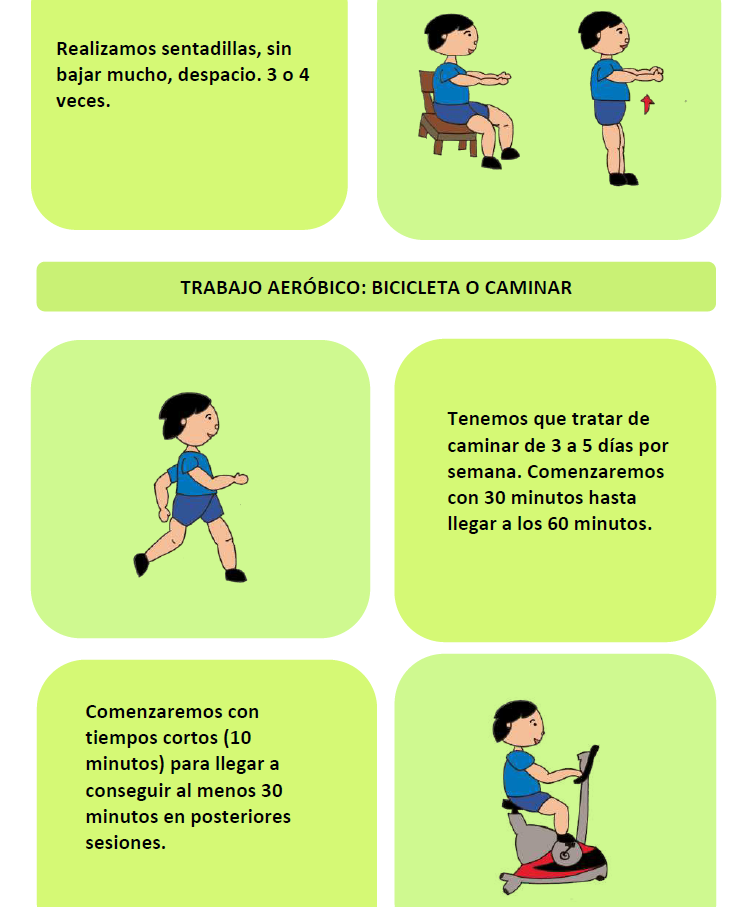 Realizamos sentadillas, sin
bajar mucho, despacio. 3 o 4
veces.
TRABAJO AERÓBICO: BICICLETA O CAMINAR
Tenemos que tratar de
caminar de 3 a 5 días por
semana. Comenzaremos
con 30 minutos hasta
llegar a los 60 minutos.
Comenzaremos con
tiempos cortos (10
minutos) para llegar a
conseguir al menos 30
minutos en posteriores
sesiones.